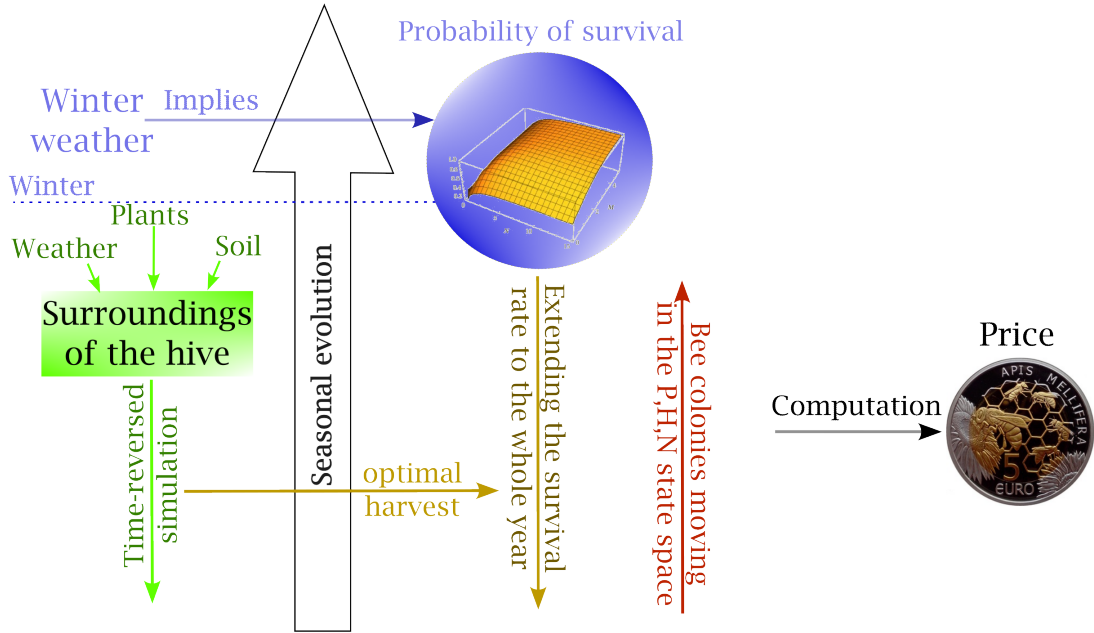 Probability of survival
Winter
weather
Implies
Winter
Plants
Weather
Soil
Surroundings
of the hive
Time-reversed
simulation
Seasonal evolution
optimal
harvest
Extending the survival
rate to the whole year
Bee colonies moving
in the P,H,N state space
Computation
Price
APIS MELLIFERA
5
EURO